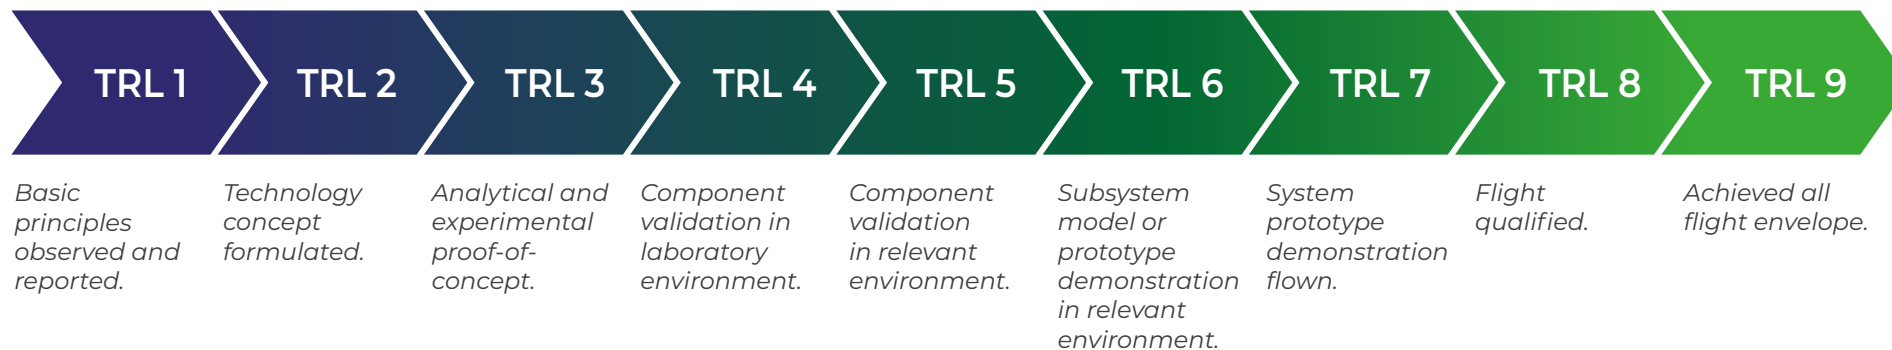 TRL 1
TRL 2
TRL 3
TRL 4
TRL 5
TRL 6
TRL 7
TRL 8
TRL 9
Basic
principles
observed and
reported.
Technology
concept
formulated.
Analytical and
experimental
proof-of-
concept.
Component
validation in
laboratory
environment.
Component
validation
in relevant
environment.
Subsystem
model or
prototype
demonstration
in relevant
environment.
System
prototype
demonstration
flown.
Flight
qualified.
Achieved all
flight envelope.